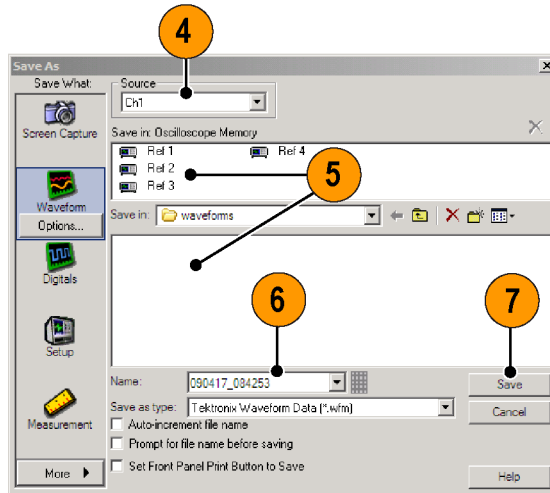 4
Save As
Save What:
Source
Ch1
Screen Capture
Save in: Oscilloscope Memory
Ref 1
Ref 4
Ref 2
Ref 3
5
Waveform
Options...
Save in:
waveforms
Digitals
6
7
Setup
Name:
090417_084253
Save
Save as type:
Tektronix Waveform Data (*.wfm)
Cancel
Measurement
Auto-increment file name
Prompt for file name before saving
Set Front Panel Print Button to Save
More
Help